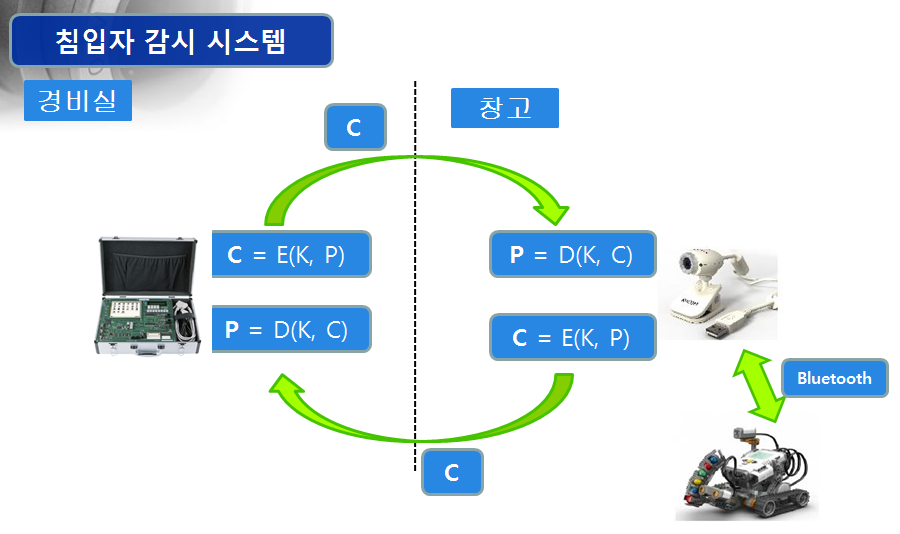 침입자 감시 시스템
경비실
창고
C
C = E(K, P)
P = D(K, C)
P = D(K, C)
C = E(K, P)
Bluetooth
C